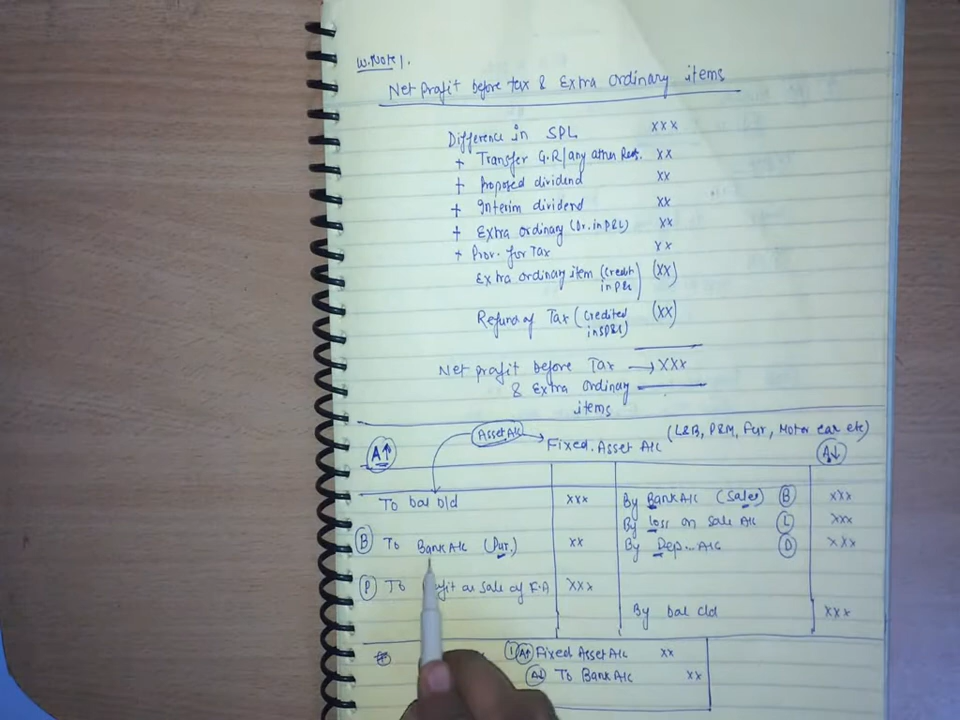 W.Note 1.
Net Profit before tax & Extra Ordinary items
Difference in SPL xxx
+ Transfer G.R/any other Res. xx
+ Proposed dividend xx
+ Interim dividend xx
+ Extra ordinary (Dr. in P&L) xx
+ Prov. for Tax xx
Extra ordinary item (Credit in P&L) (xx)
Refund of Tax (Credited in SP&L) (xx)
Net profit before Tax → xxx
& Extra Ordinary
items
A↑ Asset A/c Fixed Asset A/c (L&B, P&M, Fur, Motor car etc) A↓
To bal b/d xxx By Bank A/c (Sales) B xxx
By loss on sale A/c L xxx
B To Bank A/c (Pur.) xx By Dep... A/c D xxx
P To Profit on Sale of F.A xxx
By bal c/d xxx
A↑ Fixed Asset A/c xx
A↓ To Bank A/c xx